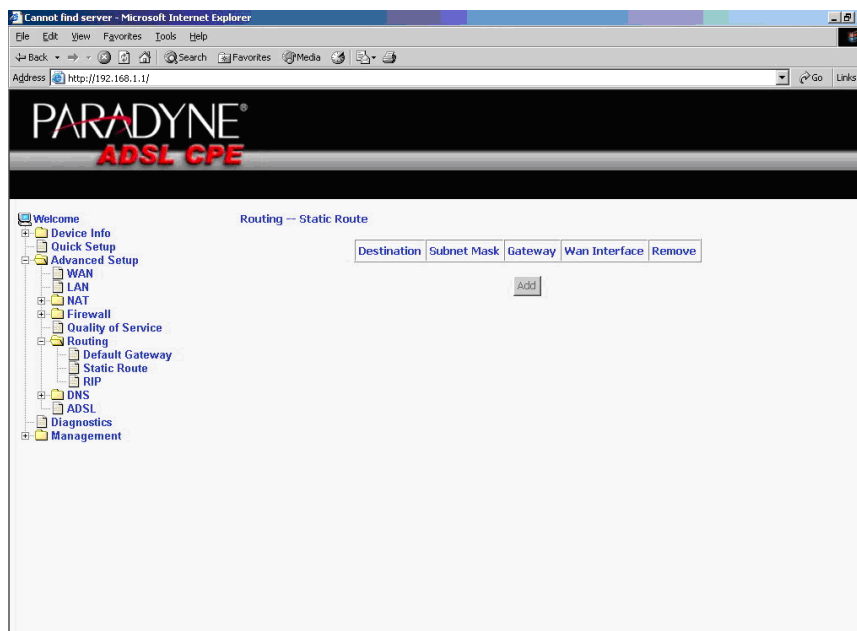 Cannot find server - Microsoft Internet Explorer
File Edit View Favorites Tools Help
Back Search Favorites Media
Address http://192.168.1.1/ Go Links
PARADYNE®
ADSL CPE
Welcome
Device Info
Quick Setup
Advanced Setup
WAN
LAN
NAT
Firewall
Quality of Service
Routing
Default Gateway
Static Route
RIP
DNS
ADSL
Diagnostics
Management
Routing -- Static Route
Destination Subnet Mask Gateway Wan Interface Remove
Add